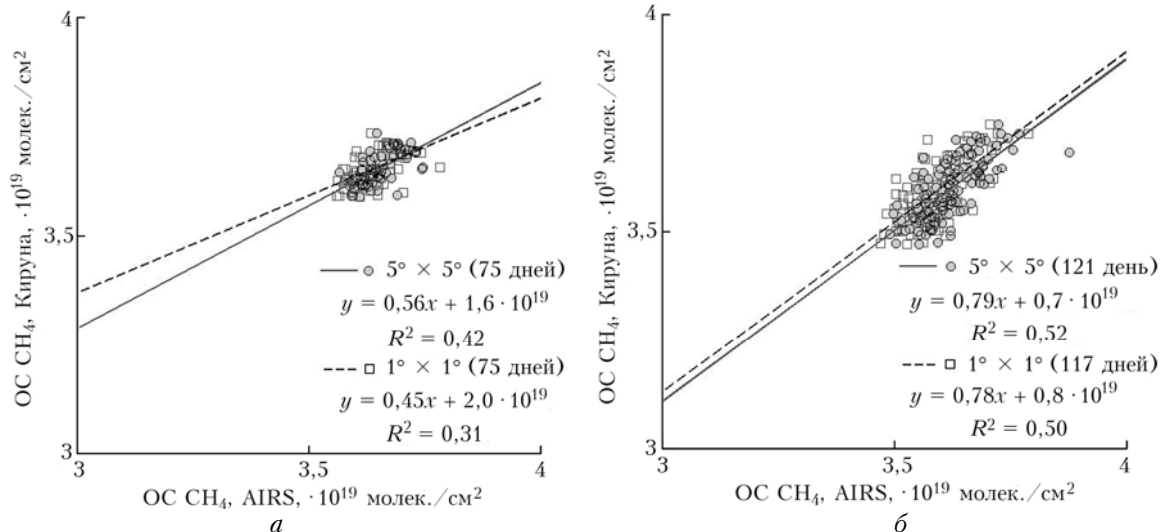 4
ОС CH₄, Кируна, ·10¹⁹ молек./см²
3,5
5° × 5° (75 дней)
y = 0,56x + 1,6 · 10¹⁹
R² = 0,42
1° × 1° (75 дней)
y = 0,45x + 2,0 · 10¹⁹
R² = 0,31
3
3 3,5 4
ОС CH₄, AIRS, ·10¹⁹ молек./см²
а
4
ОС CH₄, Кируна, ·10¹⁹ молек./см²
3,5
5° × 5° (121 день)
y = 0,79x + 0,7 · 10¹⁹
R² = 0,52
1° × 1° (117 дней)
y = 0,78x + 0,8 · 10¹⁹
R² = 0,50
3
3 3,5 4
ОС CH₄, AIRS, ·10¹⁹ молек./см²
б